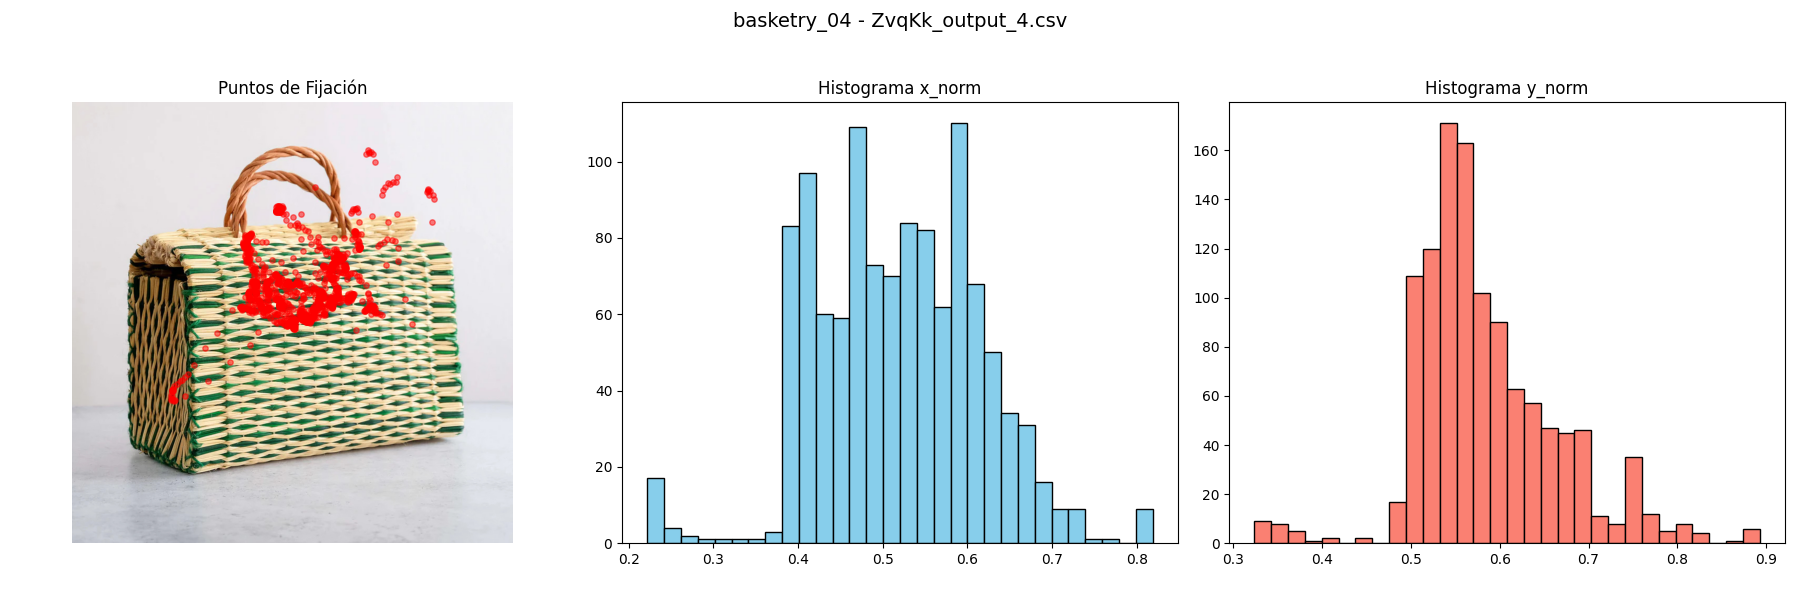 basketry_04 - ZvqKk_output_4.csv
Puntos de Fijación
Histograma x_norm
100
80
60
40
20
0
0.2 0.3 0.4 0.5 0.6 0.7 0.8
Histograma y_norm
160
140
120
100
80
60
40
20
0
0.3 0.4 0.5 0.6 0.7 0.8 0.9